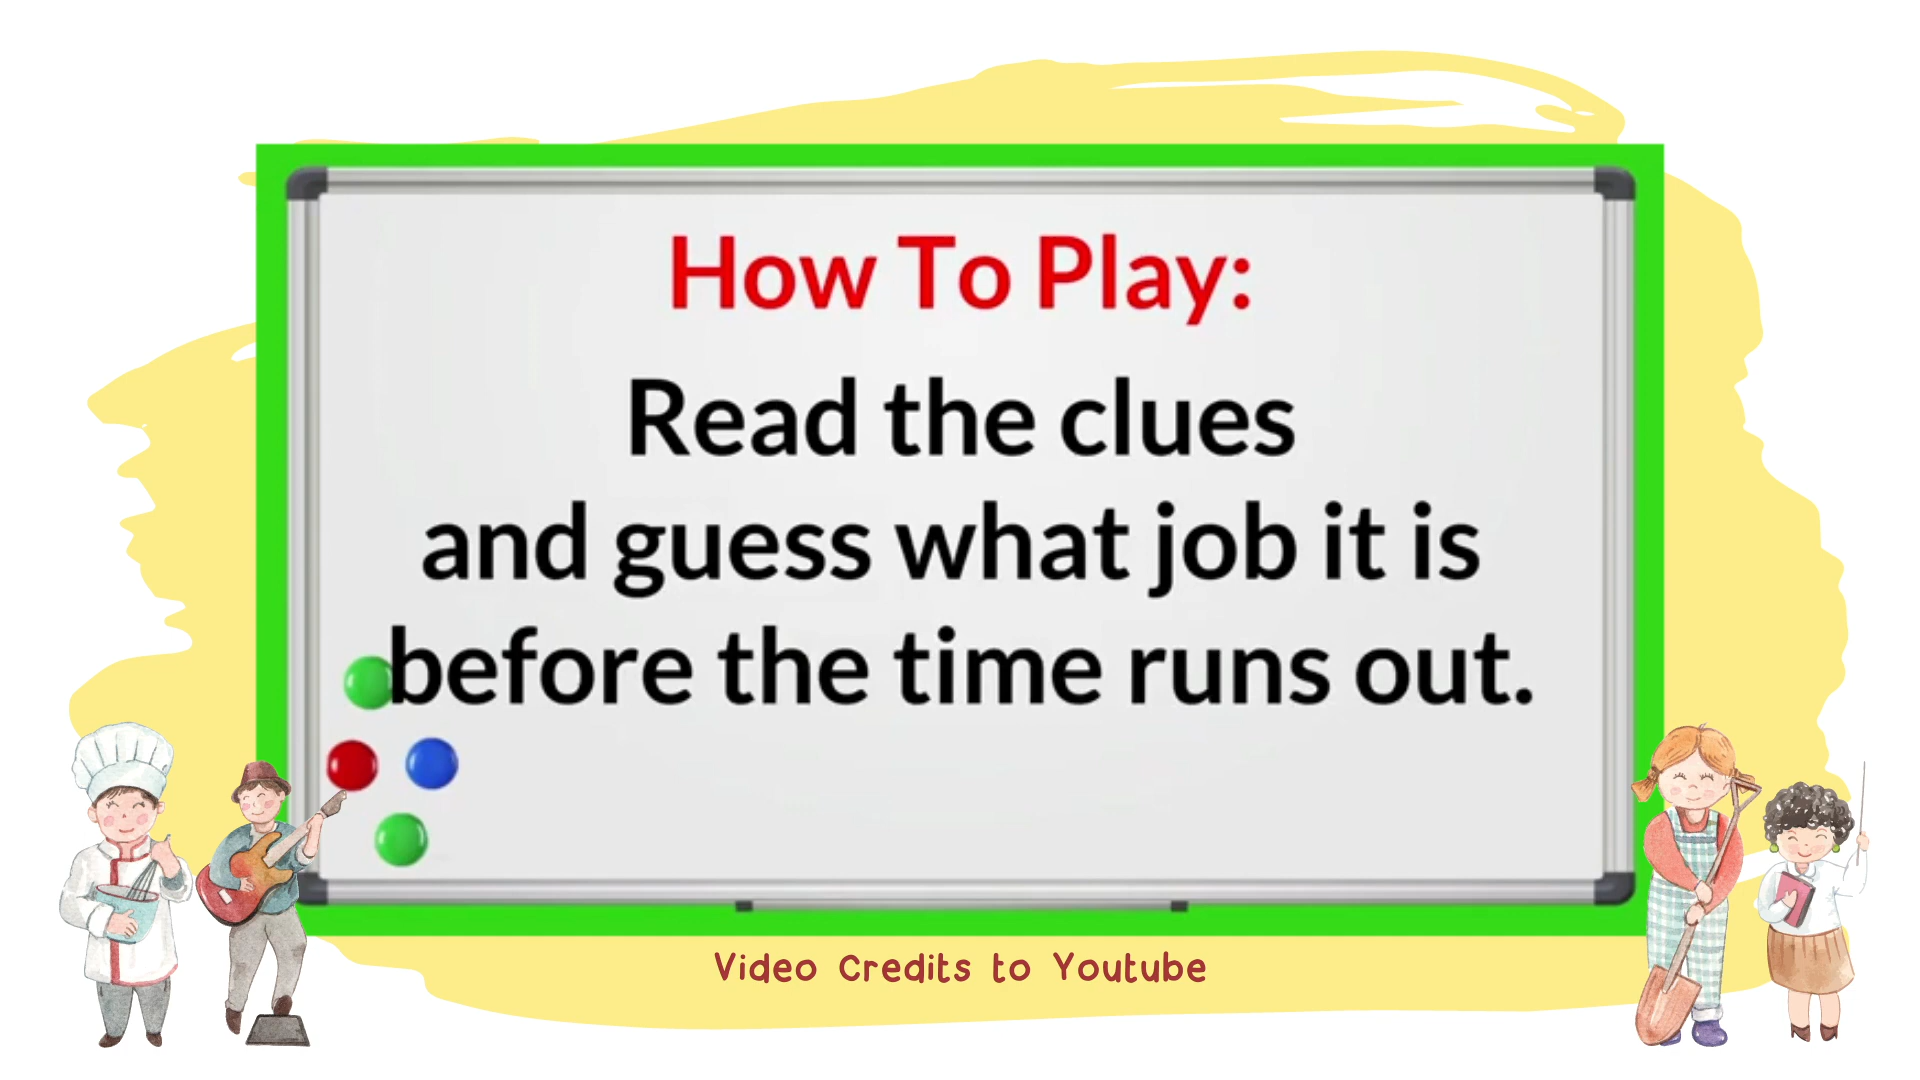 How To Play:
Read the clues
and guess what job it is
before the time runs out.
Video Credits to Youtube